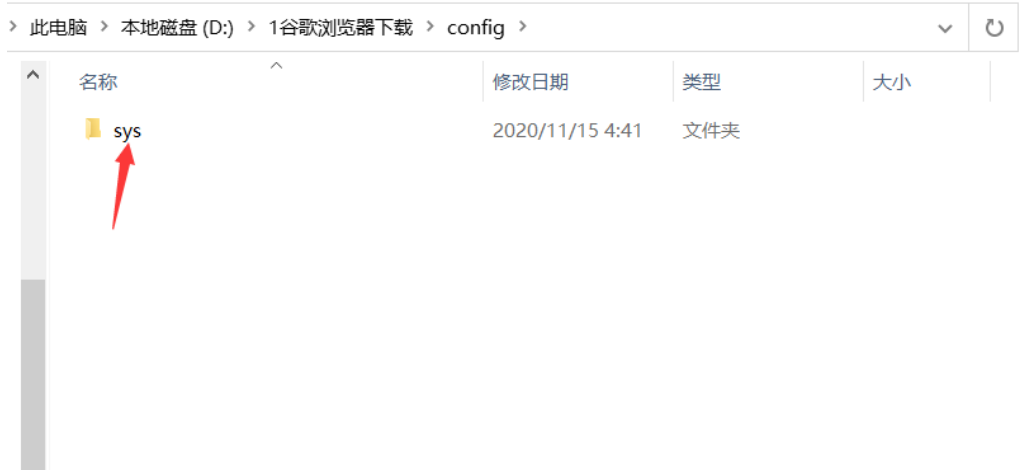 此电脑 > 本地磁盘 (D:) > 1谷歌浏览器下载 > config >
名称 修改日期 类型 大小
sys 2020/11/15 4:41 文件夹